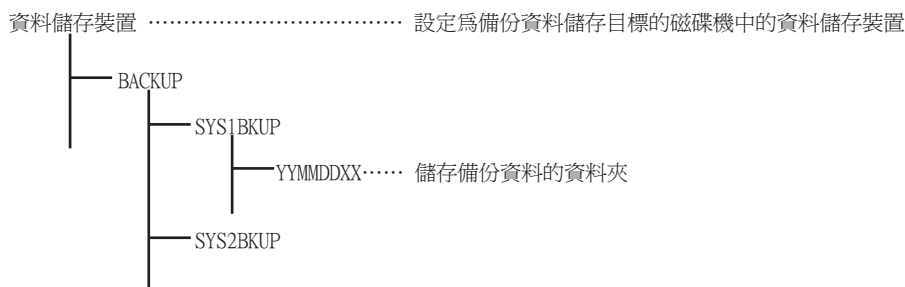 資料儲存裝置 ……………………………… 設定爲備份資料儲存目標的磁碟機中的資料儲存裝置
BACKUP
SYS1BKUP
YYMMDDXX…… 儲存備份資料的資料夾
SYS2BKUP